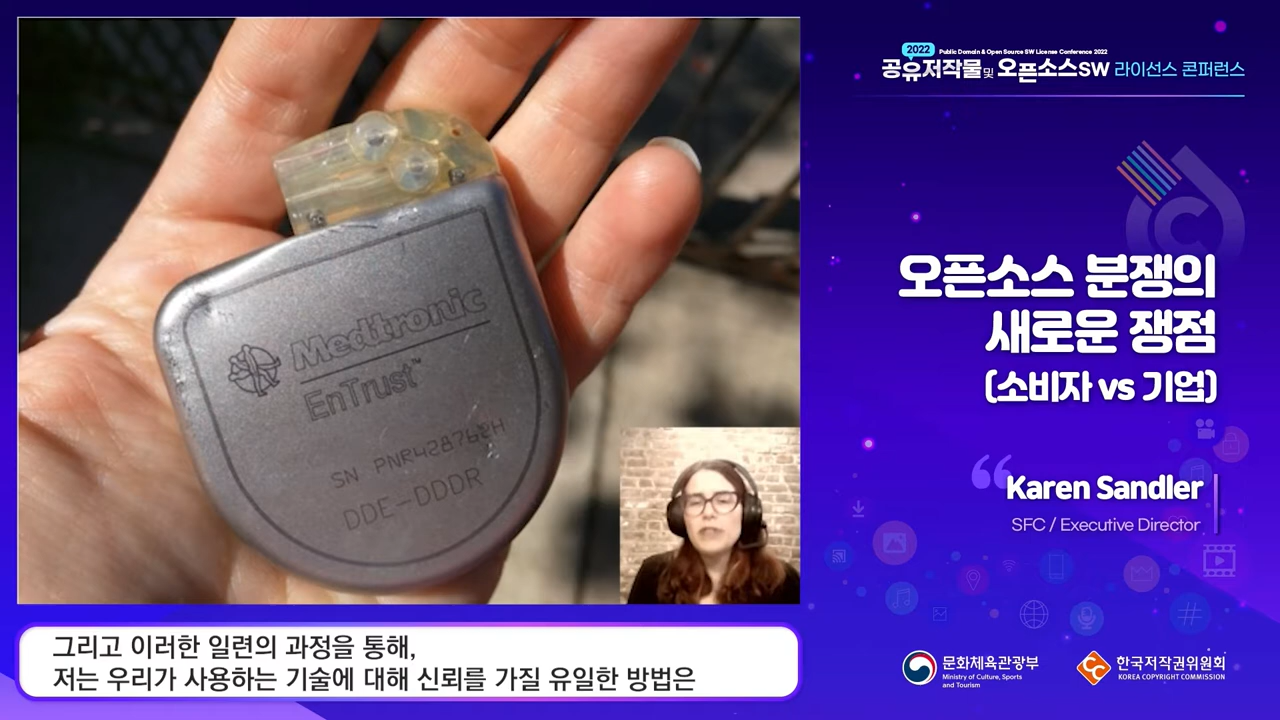 Medtronic
EnTrust™
SN PNR428762H
DDE-DDDR
그리고 이러한 일련의 과정을 통해,
저는 우리가 사용하는 기술에 대해 신뢰를 가질 유일한 방법은
2022 Public Domain & Open Source SW License Conference 2022
공유저작물 및 오픈소스SW 라이선스 콘퍼런스
오픈소스 분쟁의
새로운 쟁점
(소비자 vs 기업)
Karen Sandler
SFC / Executive Director
문화체육관광부
Ministry of Culture, Sports
and Tourism
한국저작권위원회
KOREA COPYRIGHT COMMISSION